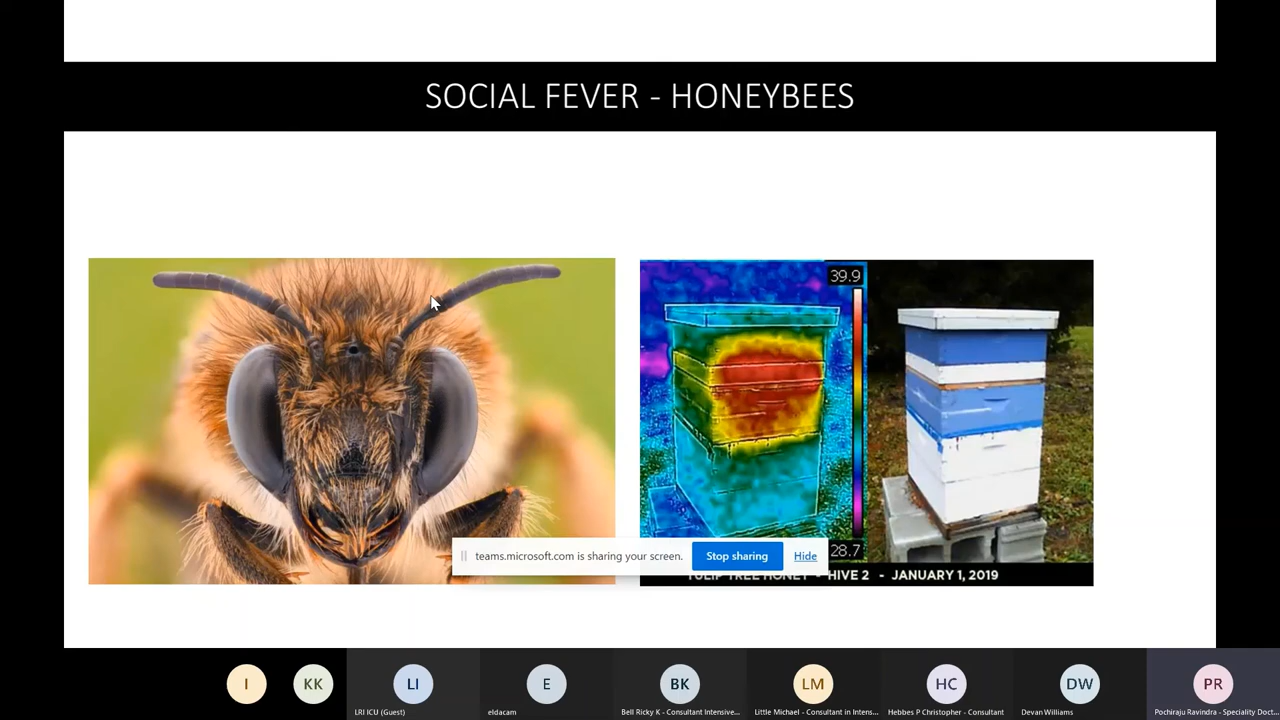 SOCIAL FEVER - HONEYBEES
39.9
28.7
teams.microsoft.com is sharing your screen.
Stop sharing
Hide
TULIP TREE HONEY - HIVE 2 - JANUARY 1, 2019
I
KK
LI
E
BK
LM
HC
DW
PR
LRI ICU (Guest)
eldacam
Bell Ricky K - Consultant Intensive...
Little Michael - Consultant in Intens...
Hebbes P Christopher - Consultant
Devan Williams
Pochiraju Ravindra - Speciality Doct...